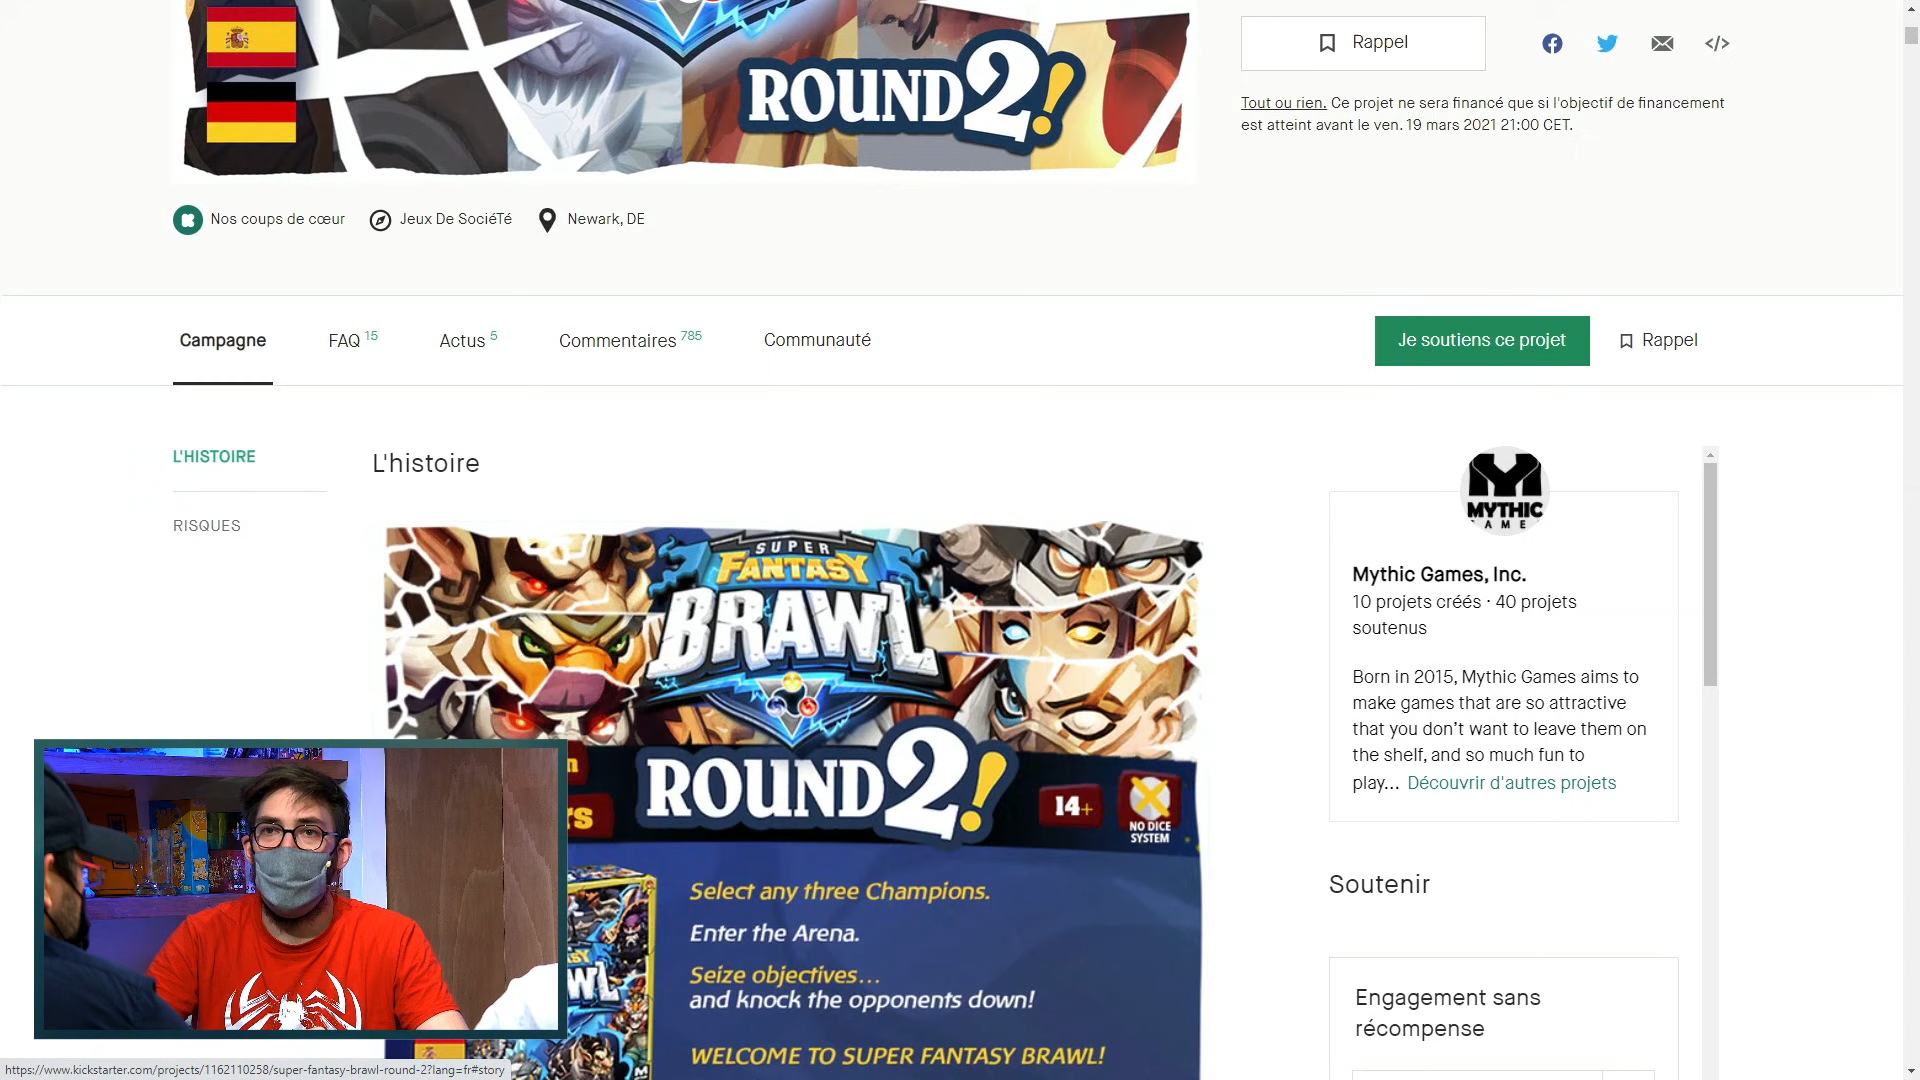 ROUND 2!
Rappel
Tout ou rien. Ce projet ne sera financé que si l'objectif de financement
est atteint avant le ven. 19 mars 2021 21:00 CET.
Nos coups de cœur
Jeux De SociéTé
Newark, DE
Campagne
FAQ 15
Actus 5
Commentaires 785
Communauté
Je soutiens ce projet
Rappel
L'HISTOIRE
RISQUES
L'histoire
SUPER
FANTASY
BRAWL
ROUND 2!
14+
NO DICE
SYSTEM
Select any three Champions.
Enter the Arena.
Seize objectives...
and knock the opponents down!
WELCOME TO SUPER FANTASY BRAWL!
MYTHIC
Mythic Games, Inc.
10 projets créés · 40 projets
soutenus
Born in 2015, Mythic Games aims to
make games that are so attractive
that you don’t want to leave them on
the shelf, and so much fun to
play... Découvrir d'autres projets
Soutenir
Engagement sans
récompense
https://www.kickstarter.com/projects/1162110258/super-fantasy-brawl-round-2?lang=fr#story